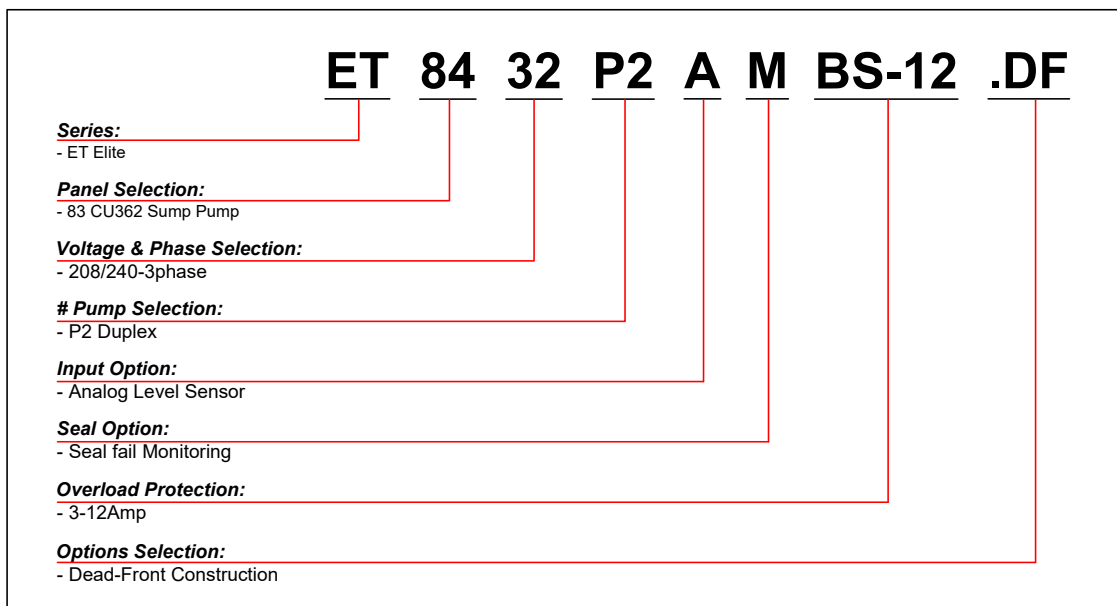 ET 84 32 P2 A M BS-12 .DF
Series:
- ET Elite
Panel Selection:
- 83 CU362 Sump Pump
Voltage & Phase Selection:
- 208/240-3phase
# Pump Selection:
- P2 Duplex
Input Option:
- Analog Level Sensor
Seal Option:
- Seal fail Monitoring
Overload Protection:
- 3-12Amp
Options Selection:
- Dead-Front Construction